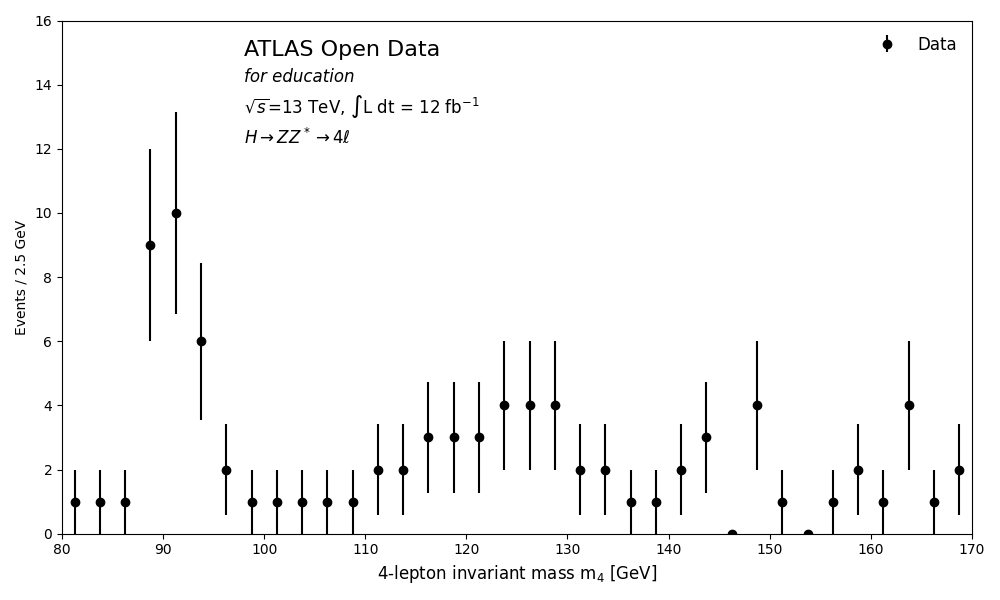 16
14
12
10
8
6
4
2
0
Events / 2.5 GeV
ATLAS Open Data
for education
√s=13 TeV, ∫L dt = 12 fb⁻¹
H → ZZ* → 4ℓ
Data
80 90 100 110 120 130 140 150 160 170
4-lepton invariant mass m₄ [GeV]